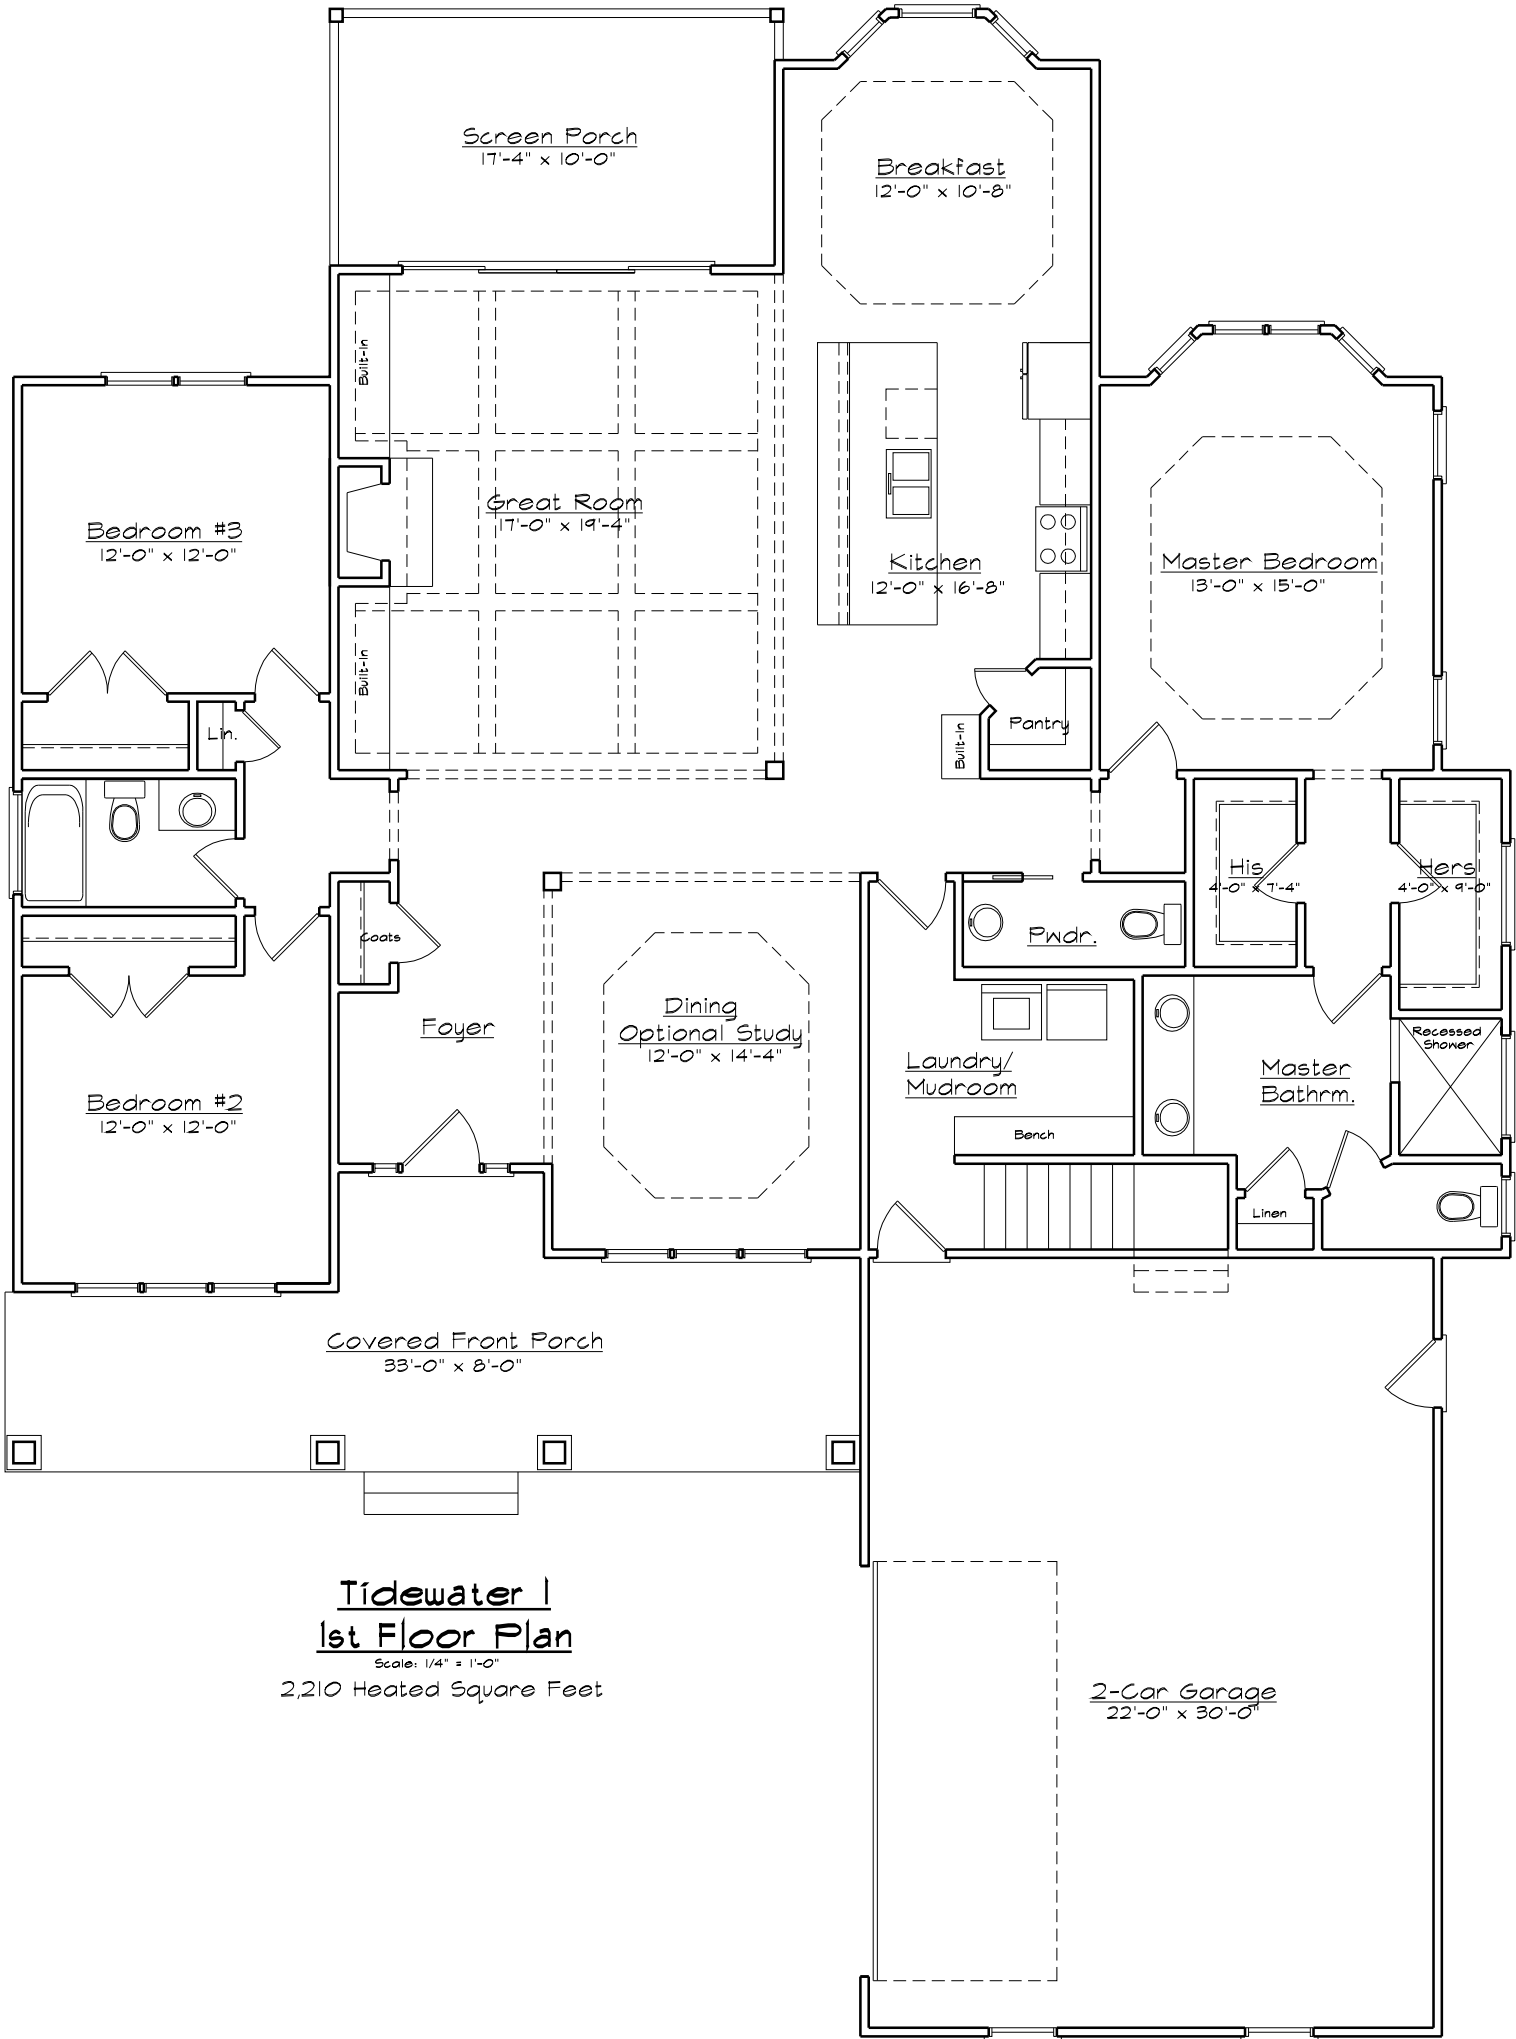 Screen Porch
17'-4" x 10'-0"
Breakfast
12'-0" x 10'-8"
Built-In
Great Room
17'-0" x 19'-4"
Bedroom #3
12'-0" x 12'-0"
Kitchen
12'-0" x 16'-8"
Master Bedroom
13'-0" x 15'-0"
Built-In
Lin.
Pantry
Built-In
His
4'-0" x 7'-4"
Hers
4'-0" x 9'-0"
Coats
Pwdr.
Foyer
Dining
Optional Study
12'-0" x 14'-4"
Recessed
Shower
Laundry/
Mudroom
Master
Bathrm.
Bedroom #2
12'-0" x 12'-0"
Bench
Linen
Covered Front Porch
33'-0" x 8'-0"
Tidewater I
1st Floor Plan
Scale: 1/4" = 1'-0"
2,210 Heated Square Feet
2-Car Garage
22'-0" x 30'-0"